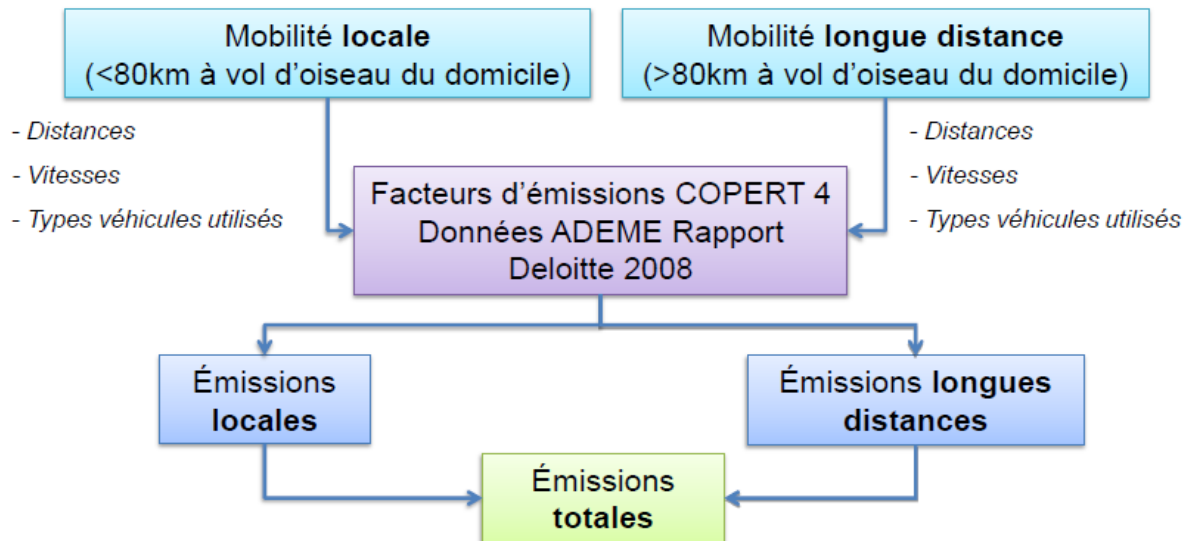 Mobilité locale
(<80km à vol d'oiseau du domicile)
Mobilité longue distance
(>80km à vol d'oiseau du domicile)
- Distances
- Vitesses
- Types véhicules utilisés
- Distances
- Vitesses
- Types véhicules utilisés
Facteurs d'émissions COPERT 4
Données ADEME Rapport
Deloitte 2008
Émissions
locales
Émissions longues
distances
Émissions
totales